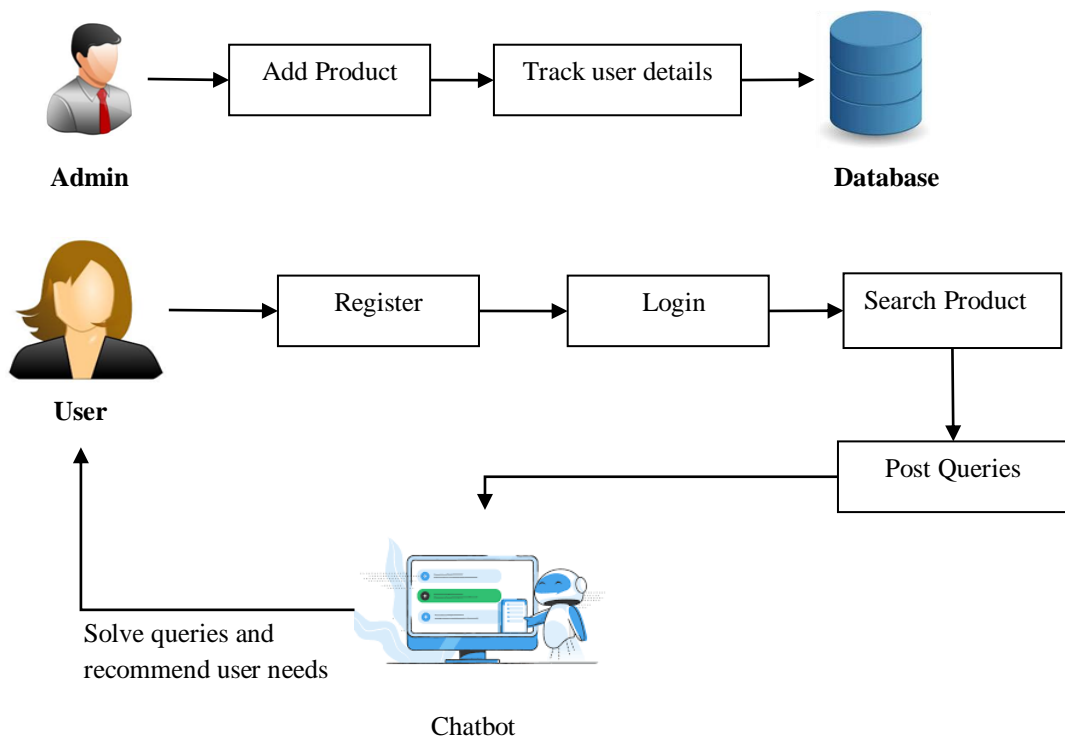 Add Product
Track user details
Admin
Database
Register
Login
Search Product
User
Post Queries
Solve queries and
recommend user needs
Chatbot